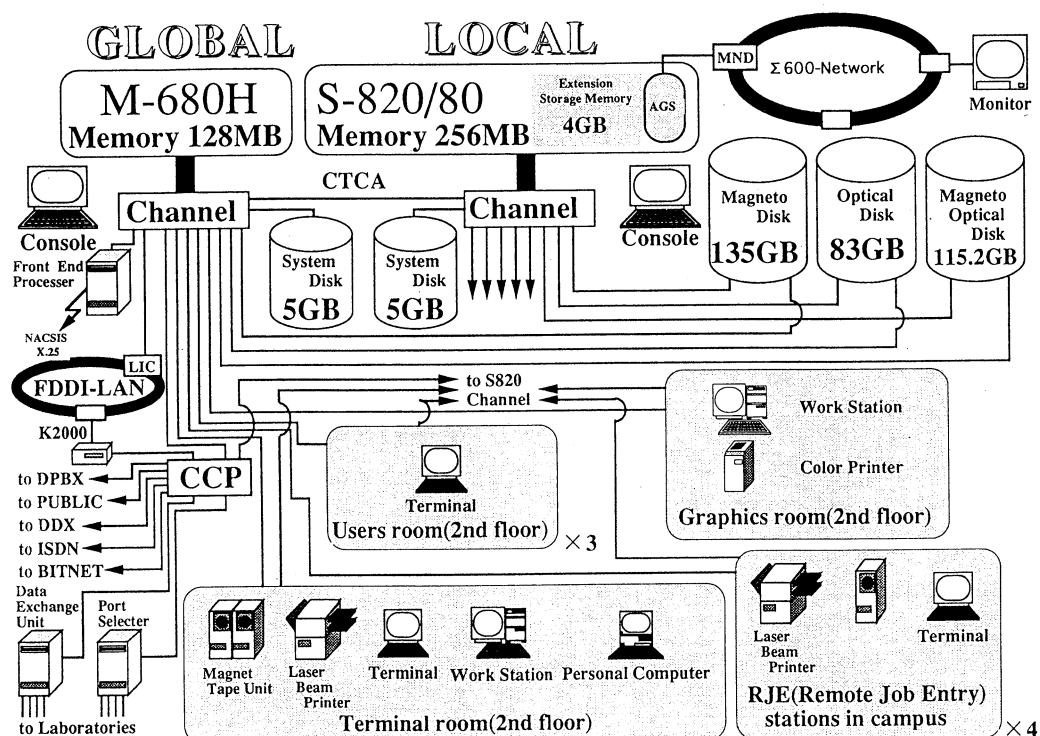 GLOBAL
LOCAL
M-680H
Memory 128MB
S-820/80
Memory 256MB
Extension
Storage Memory
4GB
AGS
MND
Σ600-Network
Monitor
CTCA
Channel
Channel
Console
Console
Front End
Processer
NACSIS
X.25
System
Disk
5GB
System
Disk
5GB
Magneto
Disk
135GB
Optical
Disk
83GB
Magneto
Optical
Disk
115.2GB
LIC
FDDI-LAN
K2000
CCP
to DPBX
to PUBLIC
to DDX
to ISDN
to BITNET
to S820
Channel
Terminal
Users room(2nd floor)
×3
Work Station
Color Printer
Graphics room(2nd floor)
Data
Exchange
Unit
Port
Selecter
to Laboratories
Magnet
Tape Unit
Laser
Beam
Printer
Terminal
Work Station
Personal Computer
Terminal room(2nd floor)
Laser
Beam
Printer
Terminal
RJE(Remote Job Entry)
stations in campus
×4